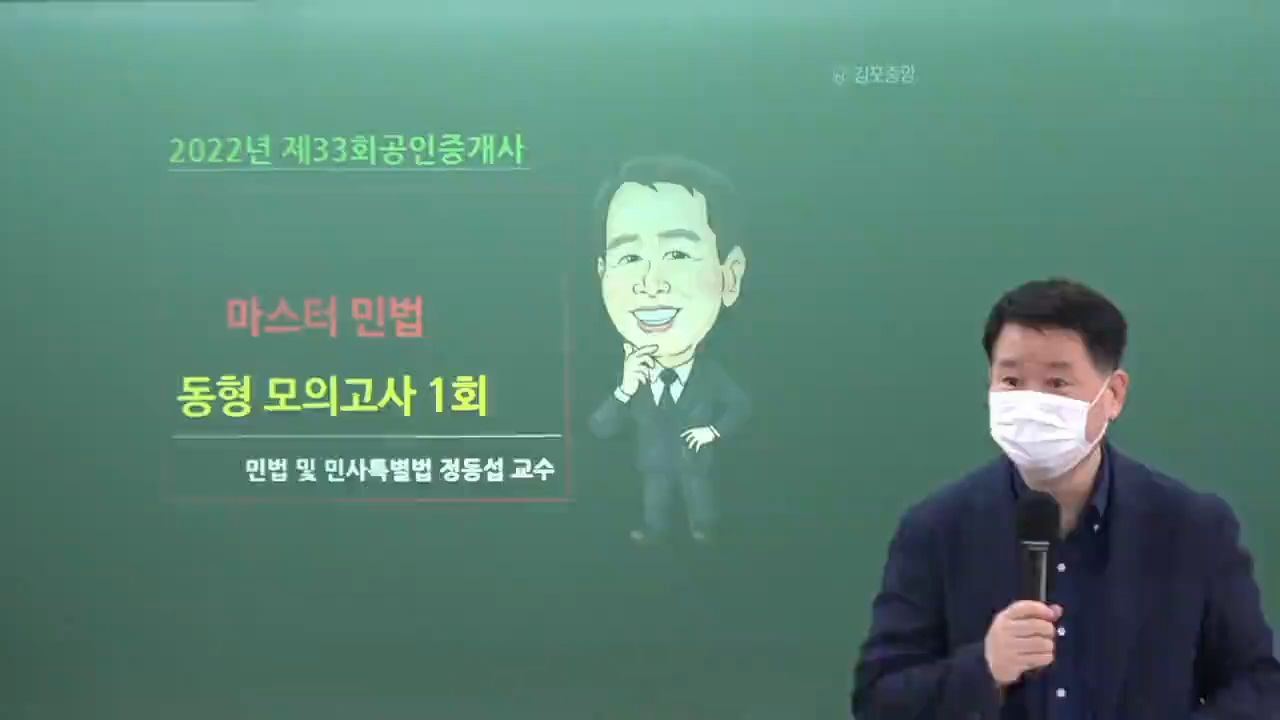 김포중앙
2022년 제33회공인중개사
마스터 민법
동형 모의고사 1회
민법 및 민사특별법 정동섭 교수